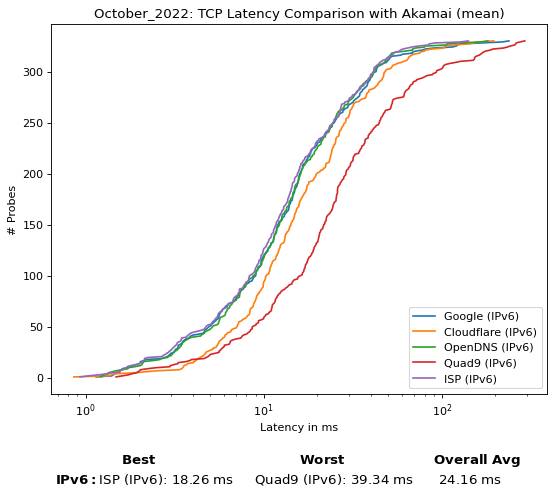 October_2022: TCP Latency Comparison with Akamai (mean)
# Probes
300
250
200
150
100
50
0
10⁰
10¹
10²
Latency in ms
Google (IPv6)
Cloudflare (IPv6)
OpenDNS (IPv6)
Quad9 (IPv6)
ISP (IPv6)
Best Worst Overall Avg
IPv6: ISP (IPv6): 18.26 ms Quad9 (IPv6): 39.34 ms 24.16 ms